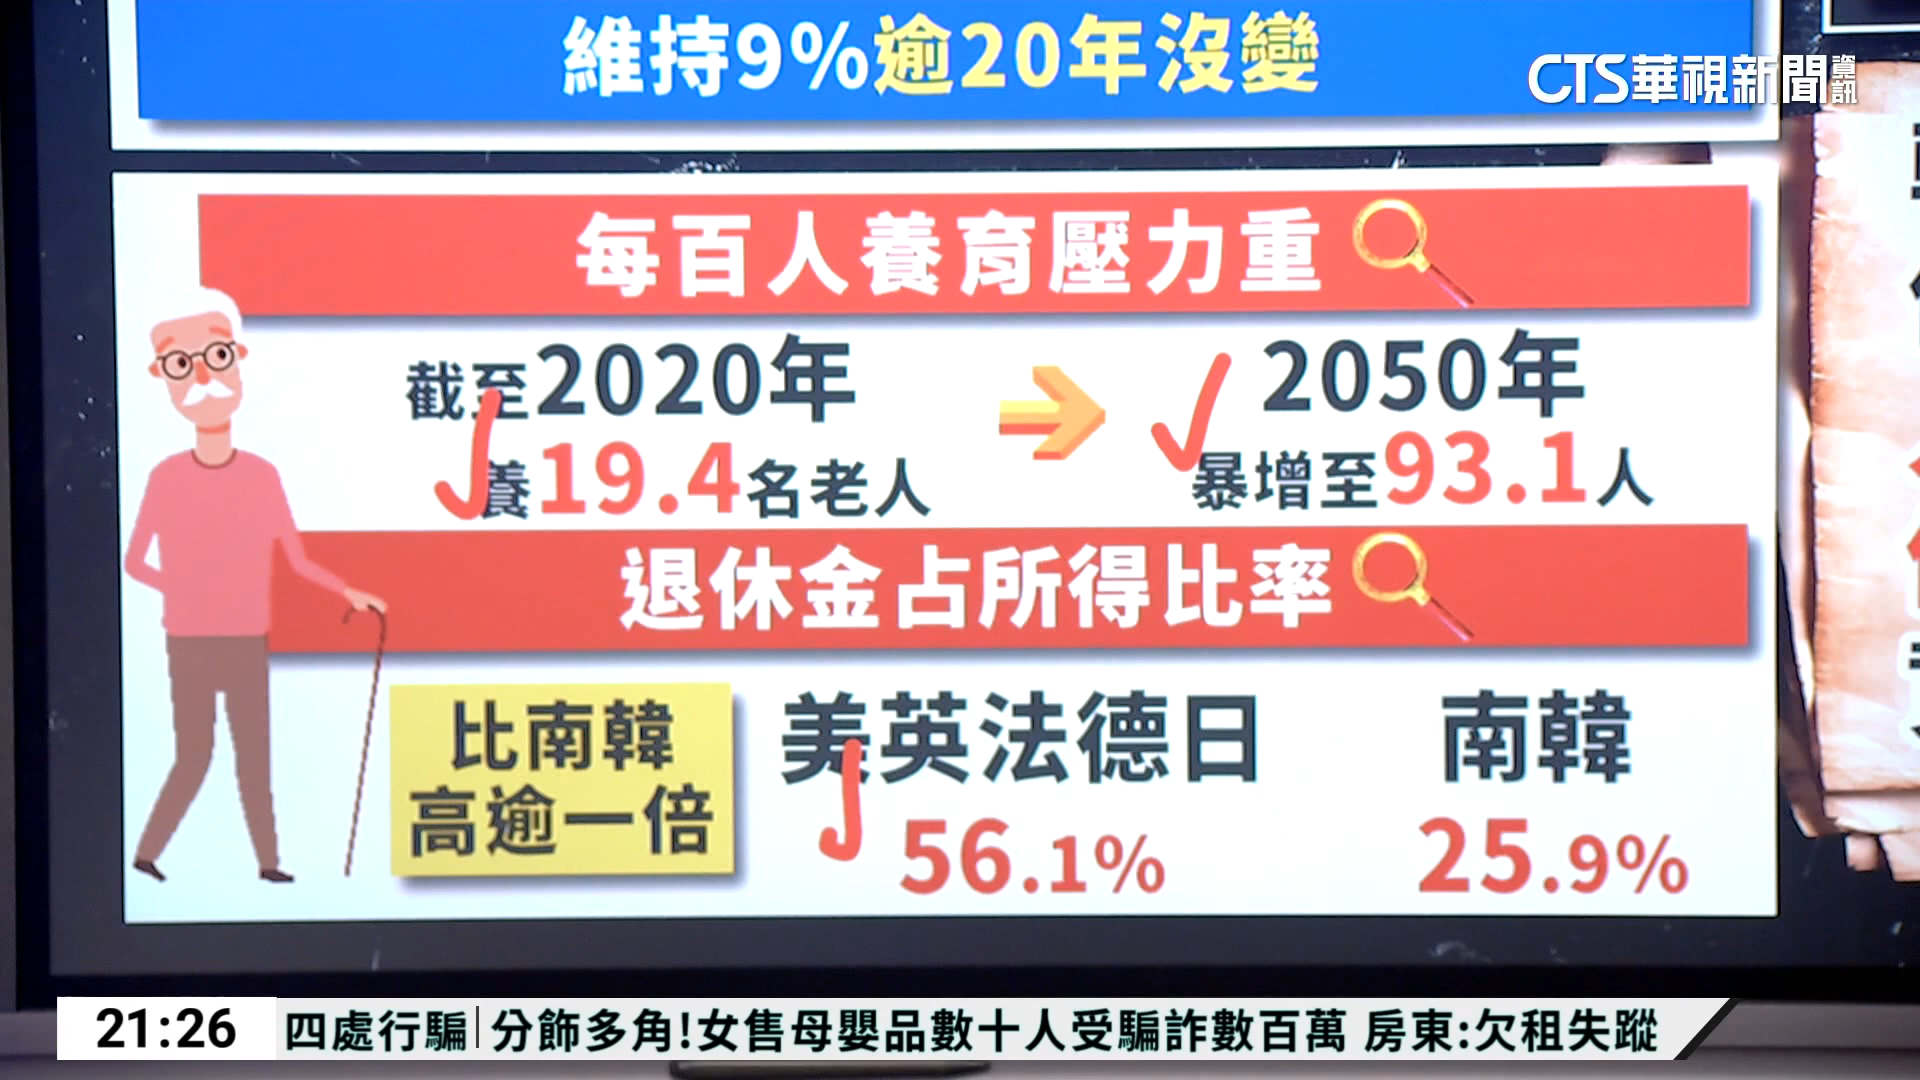 維持9%逾20年沒變
CTS華視新聞資訊
每百人養育壓力重
截至2020年
養19.4名老人
2050年
暴增至93.1人
退休金占所得比率
比南韓
高逾一倍
美英法德日
56.1%
南韓
25.9%
21:26
四處行騙|分飾多角!女售母嬰品數十人受騙詐數百萬 房東:欠租失蹤